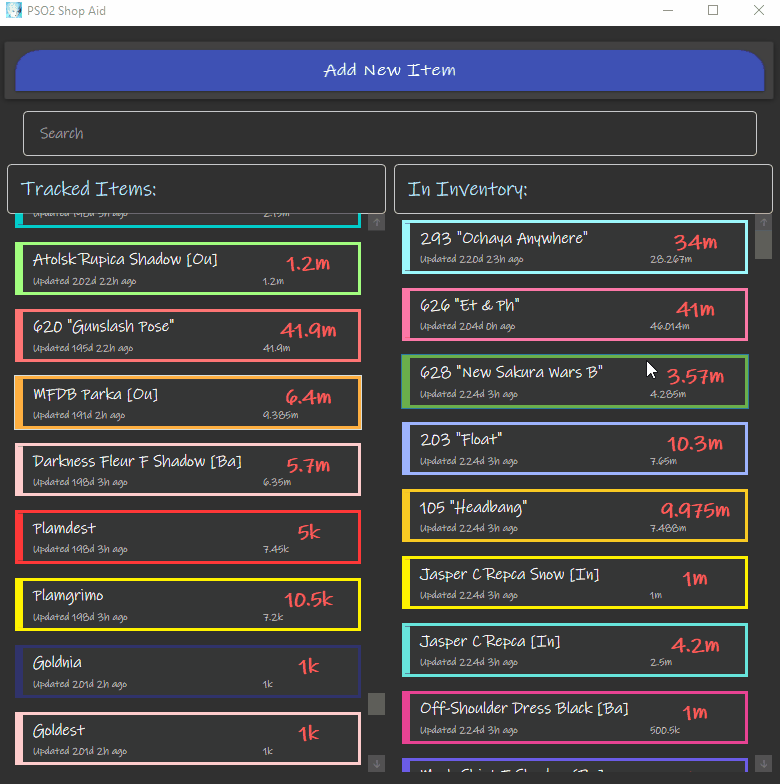 PSO2 Shop Aid
Add New Item
Search
Tracked Items:
Updated 198d 3h ago
2.15m
Atolsk Rupica Shadow [Ou]
1.2m
Updated 202d 22h ago
1.2m
620 "Gunslash Pose"
41.9m
Updated 195d 22h ago
41.9m
MFDB Parka [Ou]
6.4m
Updated 191d 2h ago
9.385m
Darkness Fleur F Shadow [Ba]
5.7m
Updated 198d 3h ago
6.35m
Plamdest
5k
Updated 198d 3h ago
7.45k
Plamgrimo
10.5k
Updated 198d 3h ago
7.2k
Goldnia
1k
Updated 201d 2h ago
1k
Goldest
1k
Updated 201d 2h ago
1k
In Inventory:
293 "Ochaya Anywhere"
34m
Updated 220d 23h ago
28.267m
626 "Et & Ph"
41m
Updated 204d 0h ago
46.014m
628 "New Sakura Wars B"
3.57m
Updated 224d 3h ago
4.285m
203 "Float"
10.3m
Updated 224d 3h ago
7.65m
105 "Headbang"
9.975m
Updated 224d 3h ago
7.488m
Jasper C Repca Snow [In]
1m
Updated 224d 3h ago
1m
Jasper C Repca [In]
4.2m
Updated 224d 3h ago
2.5m
Off-Shoulder Dress Black [Ba]
1m
Updated 224d 3h ago
500.5k